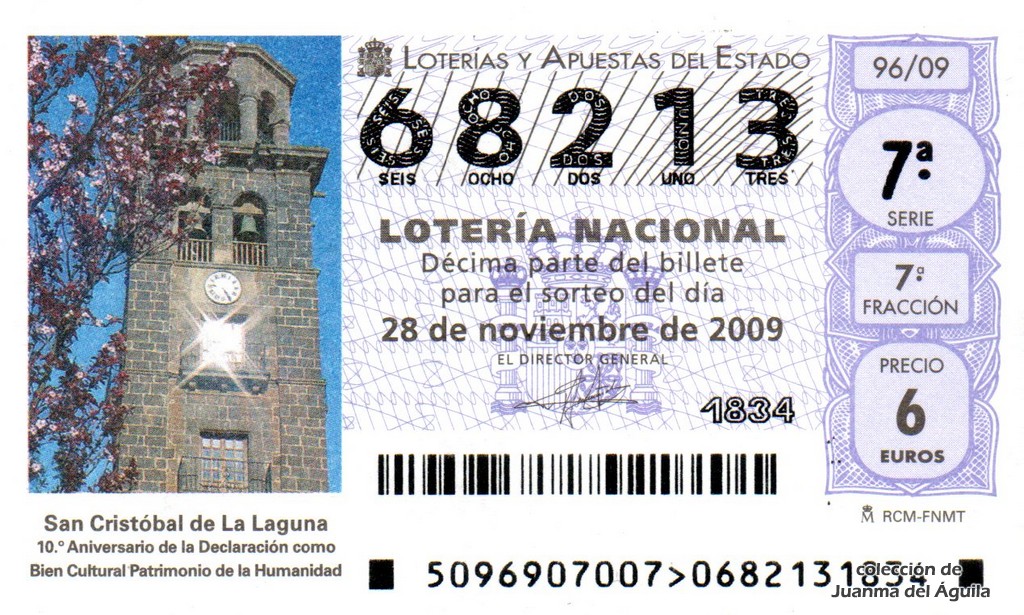 LOTERÍAS Y APUESTAS DEL ESTADO
68213
SEIS OCHO DOS UNO TRES
LOTERÍA NACIONAL
Décima parte del billete
para el sorteo del día
28 de noviembre de 2009
EL DIRECTOR GENERAL
1834
96/09
7ª
SERIE
7ª
FRACCIÓN
PRECIO
6
EUROS
RCM-FNMT
San Cristóbal de La Laguna
10.º Aniversario de la Declaración como
Bien Cultural Patrimonio de la Humanidad
5096907007>0682131834
colección de
Juanma del Águila